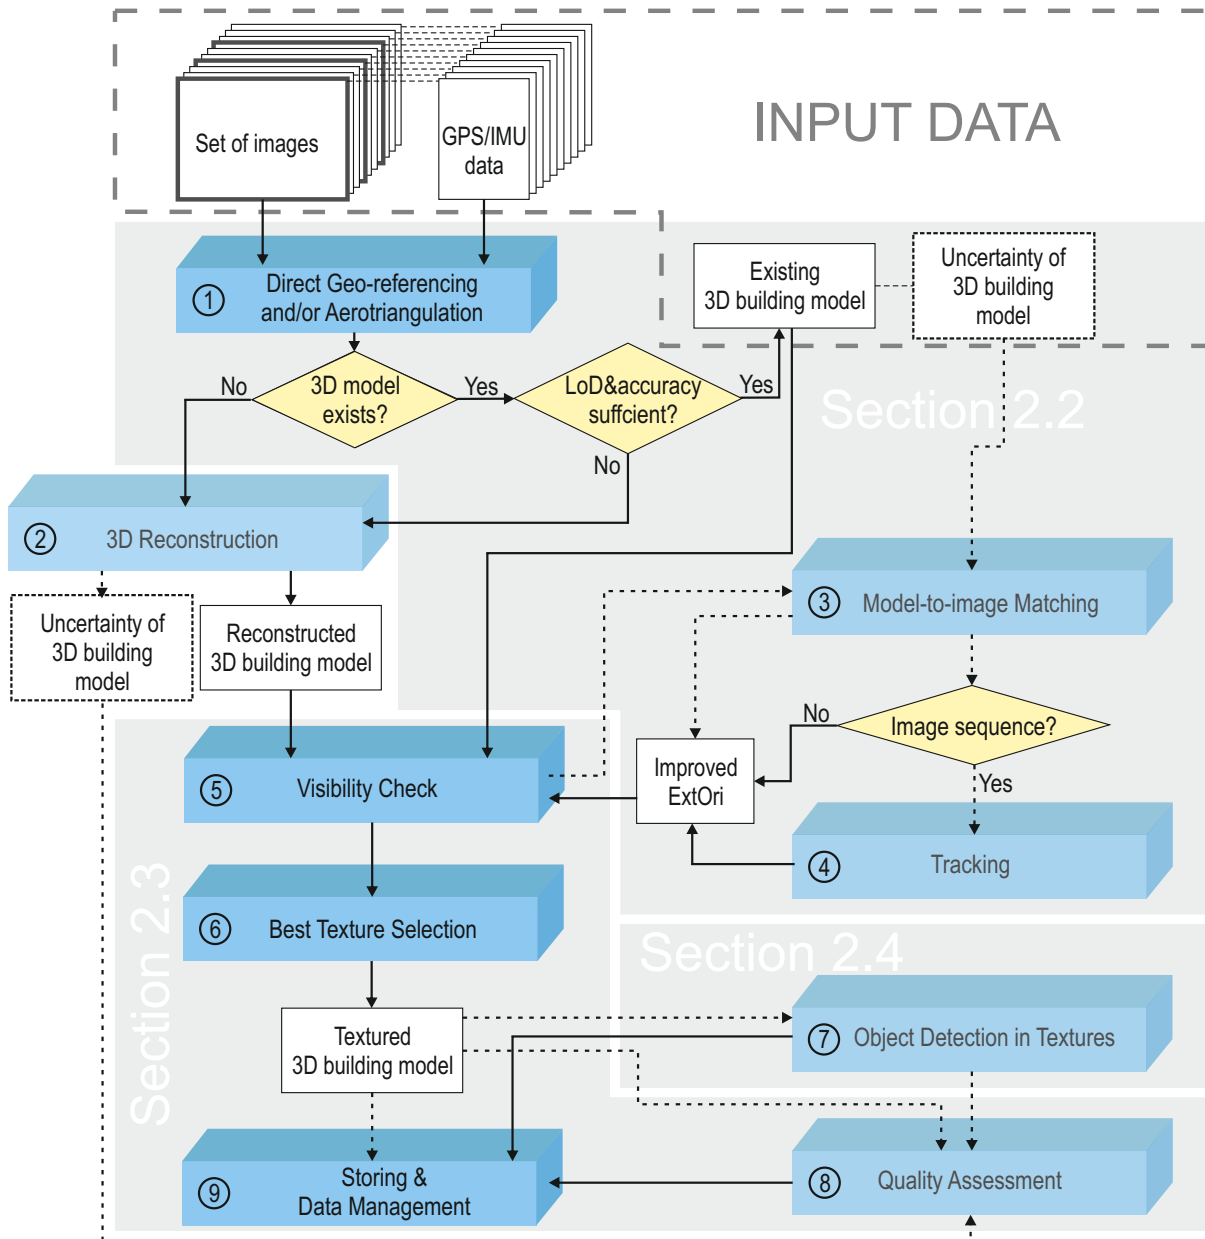 INPUT DATA
Set of images
GPS/IMU
data
1
Direct Geo-referencing
and/or Aerotriangulation
Existing
3D building model
Uncertainty of
3D building
model
No
3D model
exists?
Yes
LoD&accuracy
suffcient?
Yes
No
Section 2.2
2
3D Reconstruction
3
Model-to-image Matching
Uncertainty of
3D building
model
Reconstructed
3D building model
No
Image sequence?
Yes
Improved
ExtOri
5
Visibility Check
4
Tracking
Section 2.3
6
Best Texture Selection
Section 2.4
Textured
3D building model
7
Object Detection in Textures
9
Storing &
Data Management
8
Quality Assessment